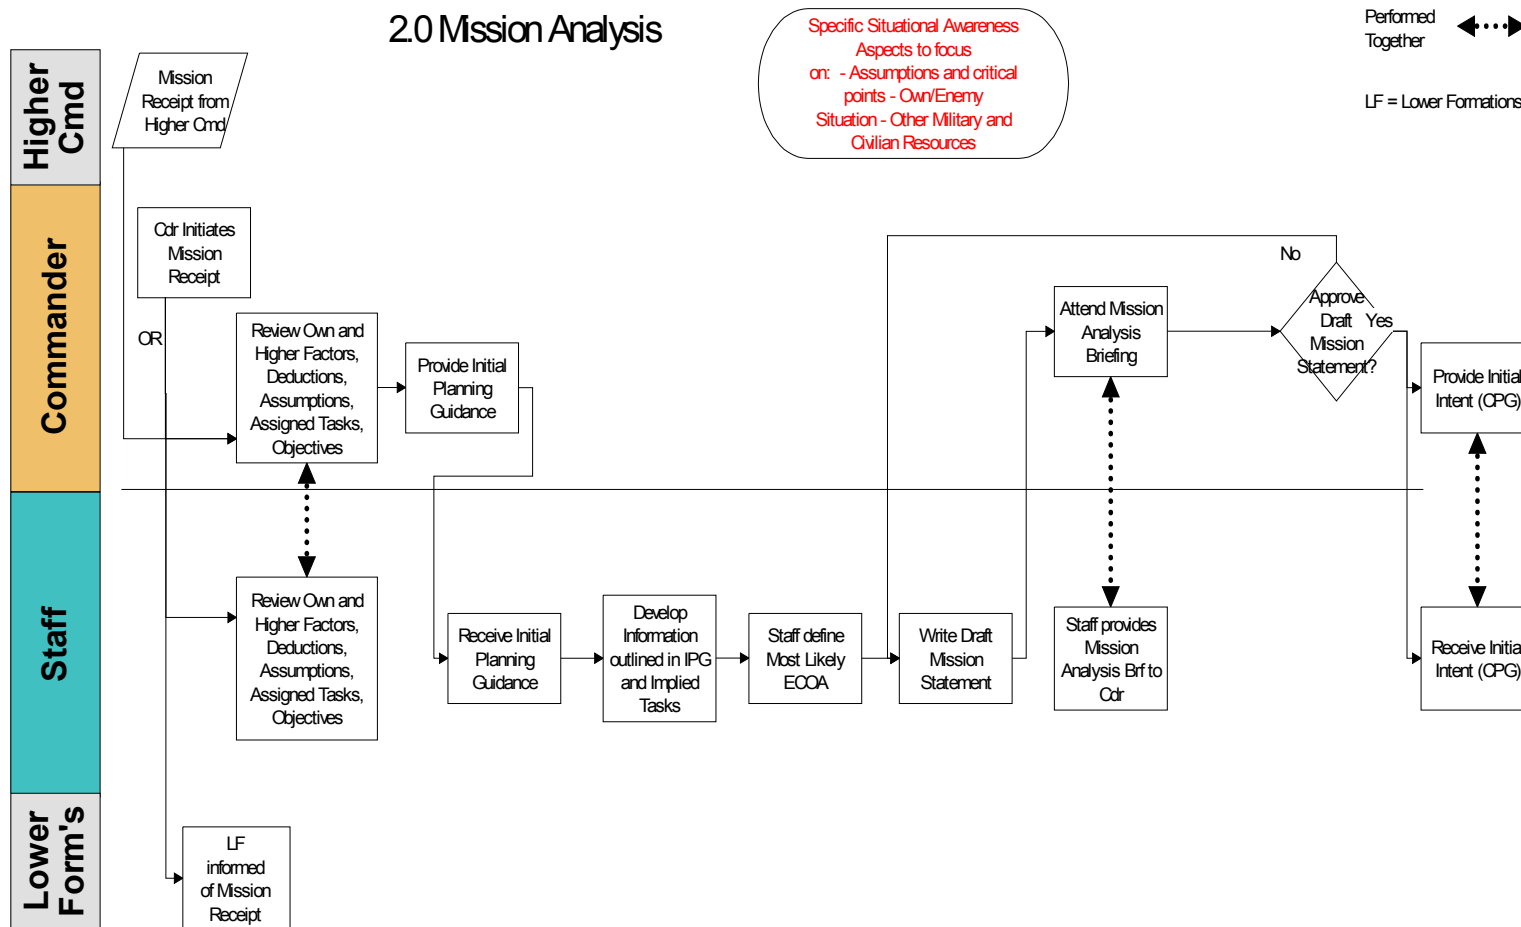 2.0 Mission Analysis
Specific Situational Awareness
Aspects to focus
on: - Assumptions and critical
points - Own/Enemy
Situation - Other Military and
Civilian Resources
Performed
Together
LF = Lower Formations
Higher
Cmd
Mission
Receipt from
Higher Cmd
Commander
Cdr Initiates
Mission
Receipt
OR
Review Own and
Higher Factors,
Deductions,
Assumptions,
Assigned Tasks,
Objectives
Provide Initial
Planning
Guidance
Attend Mission
Analysis
Briefing
No
Approve
Draft
Mission
Statement?
Yes
Provide Initial
Intent (CPG)
Staff
Review Own and
Higher Factors,
Deductions,
Assumptions,
Assigned Tasks,
Objectives
Receive Initial
Planning
Guidance
Develop
Information
outlined in IPG
and Implied
Tasks
Staff define
Most Likely
ECOA
Write Draft
Mission
Statement
Staff provides
Mission
Analysis Brf to
Cdr
Receive Initial
Intent (CPG)
Lower
Form's
LF
informed
of Mission
Receipt